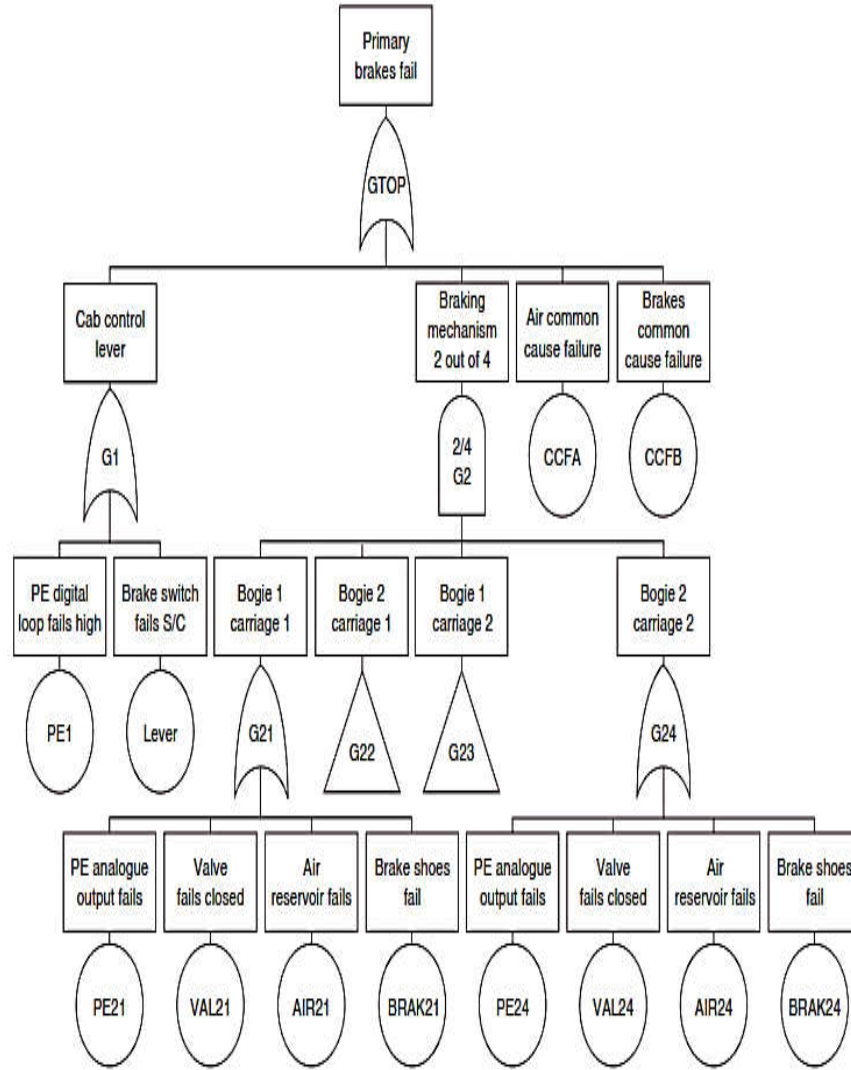 Primary
brakes fail
GTOP
Cab control
lever
Braking
mechanism
2 out of 4
Air common
cause failure
Brakes
common
cause failure
G1
2/4
G2
CCFA
CCFB
PE digital
loop fails high
Brake switch
fails S/C
Bogie 1
carriage 1
Bogie 2
carriage 1
Bogie 1
carriage 2
Bogie 2
carriage 2
PE1
Lever
G21
G22
G23
G24
PE analogue
output fails
Valve
fails closed
Air
reservoir fails
Brake shoes
fail
PE analogue
output fails
Valve
fails closed
Air
reservoir fails
Brake shoes
fail
PE21
VAL21
AIR21
BRAK21
PE24
VAL24
AIR24
BRAK24